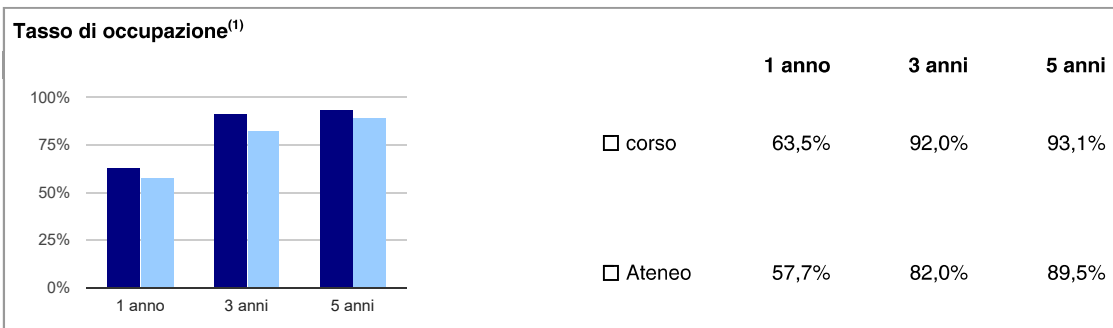 Tasso di occupazione(1)
1 anno 3 anni 5 anni
100%
75%
50%
25%
0%
1 anno 3 anni 5 anni
corso 63,5% 92,0% 93,1%
Ateneo 57,7% 82,0% 89,5%